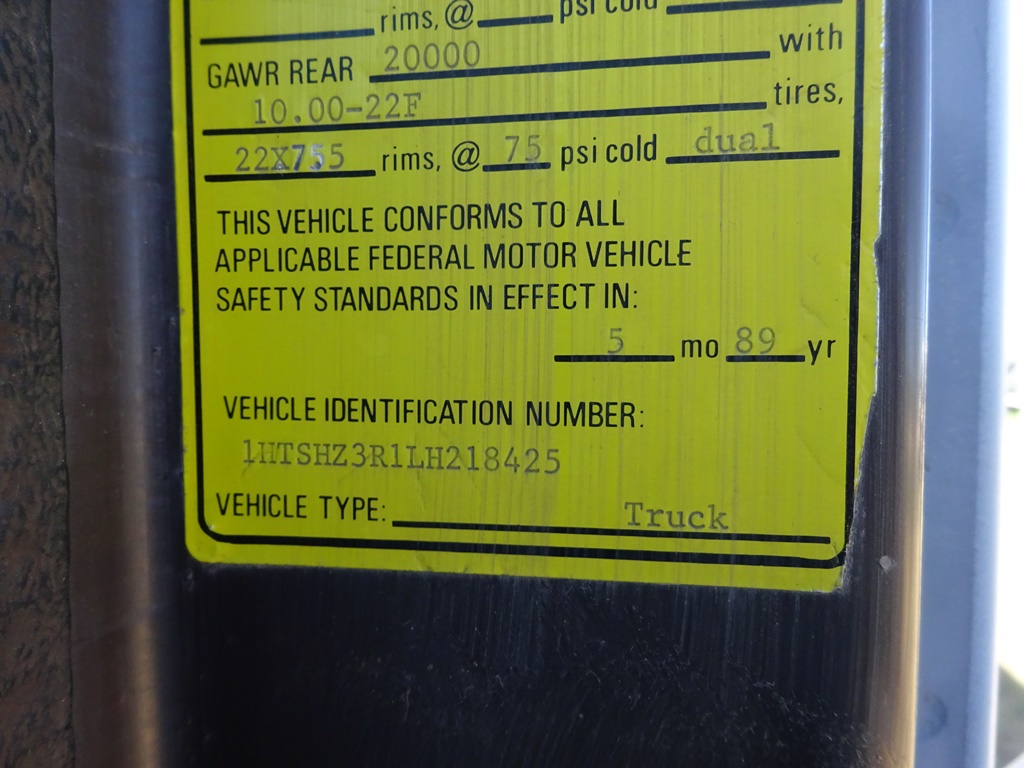 rims, @ psi cold
GAWR REAR 20000 with
10.00-22F tires,
22X755 rims, @ 75 psi cold dual
THIS VEHICLE CONFORMS TO ALL
APPLICABLE FEDERAL MOTOR VEHICLE
SAFETY STANDARDS IN EFFECT IN:
5 mo 89 yr
VEHICLE IDENTIFICATION NUMBER:
1HTSHZ3R1LH218425
VEHICLE TYPE: Truck